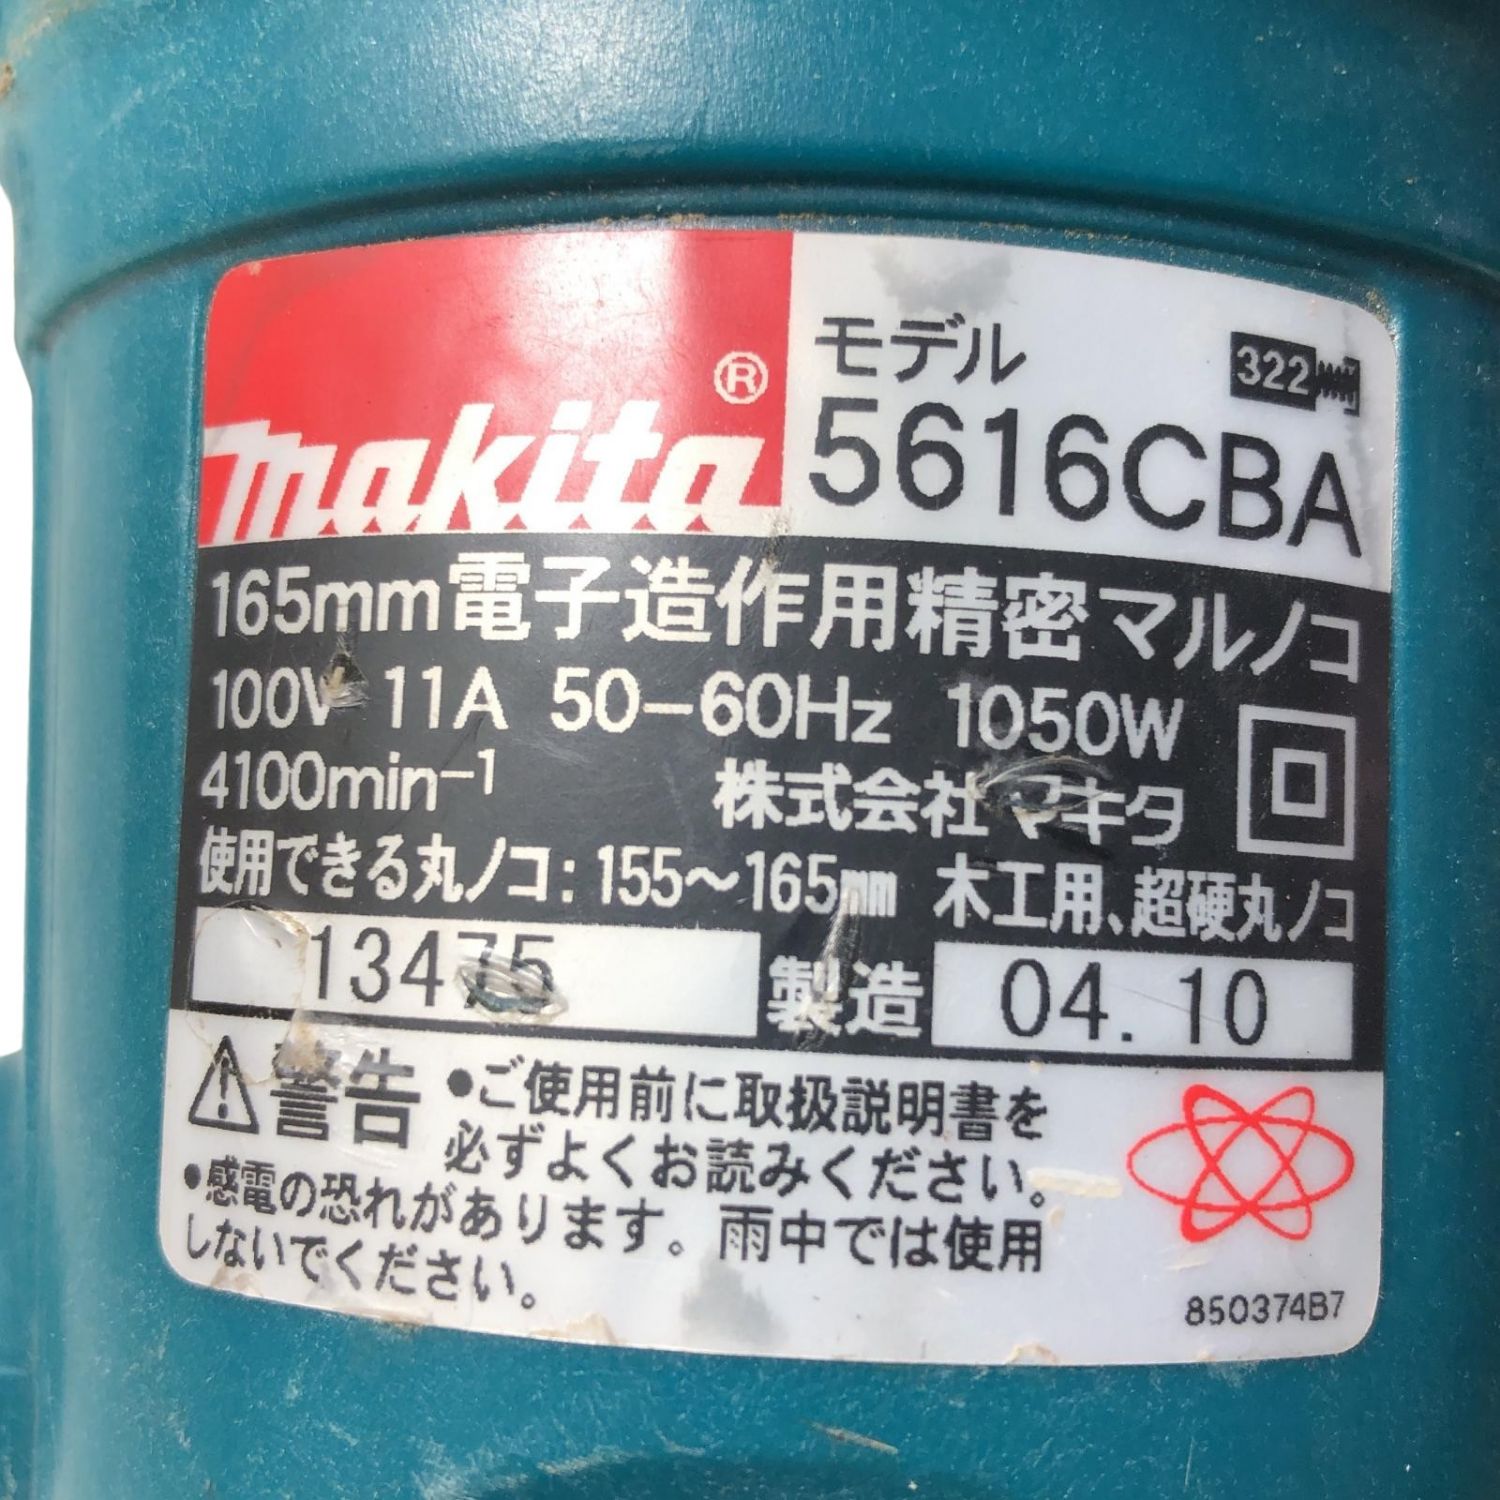 makita®
モデル
322
5616CBA
165mm電子造作用精密マルノコ
100V 11A 50-60Hz 1050W
4100min⁻¹ 株式会社マキタ
使用できる丸ノコ:155~165mm 木工用、超硬丸ノコ
13475 製造 04.10
警告 •ご使用前に取扱説明書を
必ずよくお読みください。
•感電の恐れがあります。雨中では使用
しないでください。
850374B7